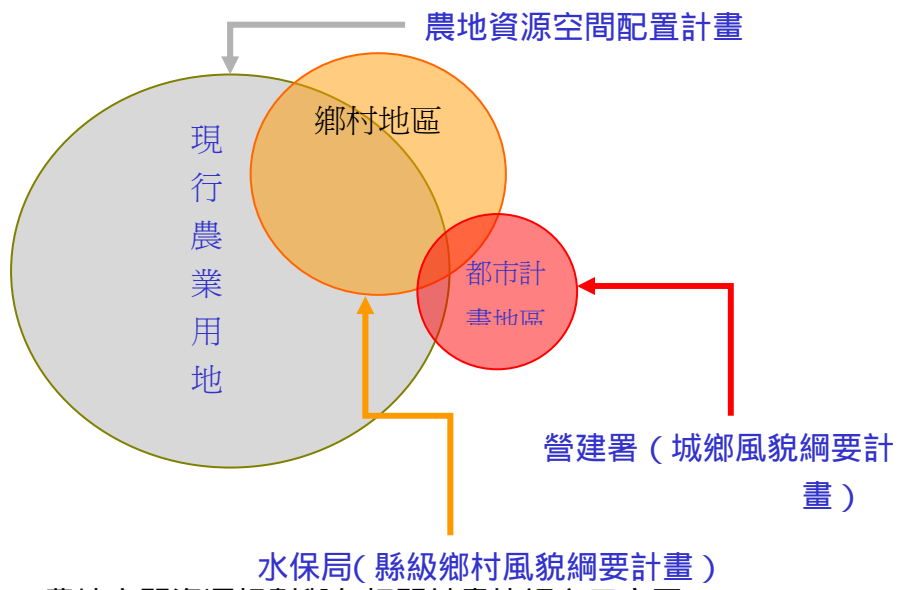 農地資源空間配置計畫
鄉村地區
現
行
農
業
用
地
都市計
畫地區
營建署（城鄉風貌綱要計
畫）
水保局(縣級鄉村風貌綱要計畫）